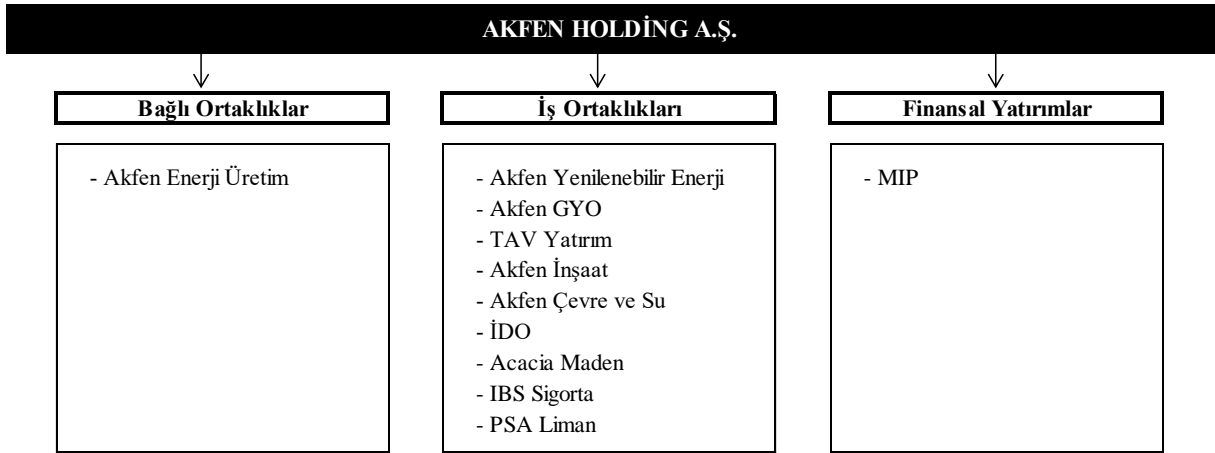 AKFEN HOLDİNG A.Ş.
Bağlı Ortaklıklar
- Akfen Enerji Üretim
İş Ortaklıkları
- Akfen Yenilenebilir Enerji
- Akfen GYO
- TAV Yatırım
- Akfen İnşaat
- Akfen Çevre ve Su
- İDO
- Acacia Maden
- IBS Sigorta
- PSA Liman
Finansal Yatırımlar
- MIP